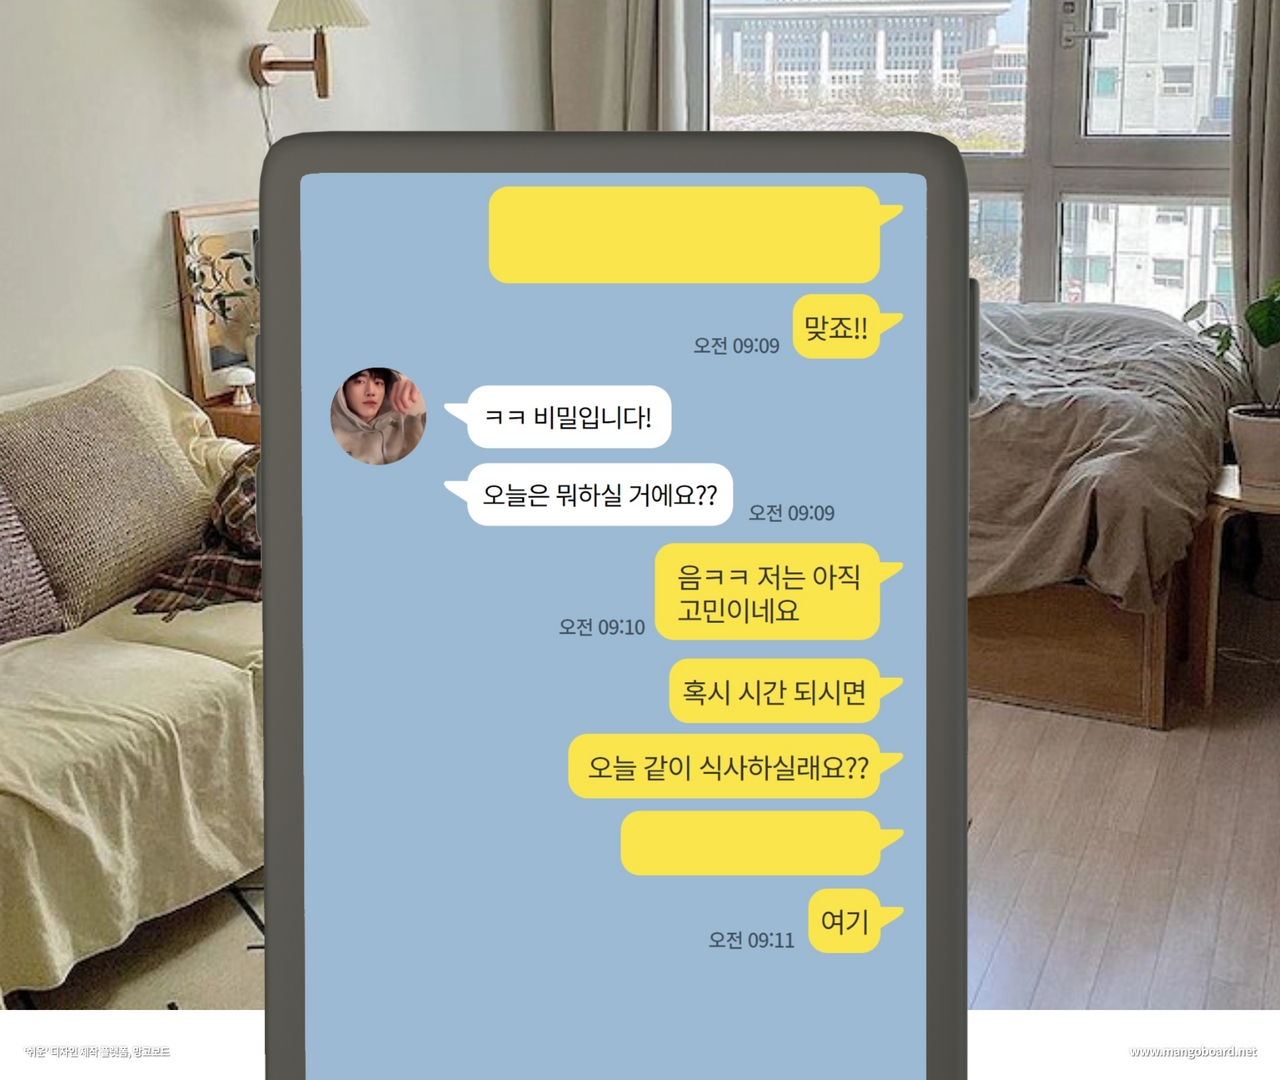 맞죠!!
오전 09:09
ㅋㅋ 비밀입니다!
오늘은 뭐하실 거에요??
오전 09:09
음ㅋㅋ 저는 아직
고민이네요
오전 09:10
혹시 시간 되시면
오늘 같이 식사하실래요??
여기
오전 09:11
'쉬운' 디자인 제작 플랫폼, 망고보드
www.mangoboard.net